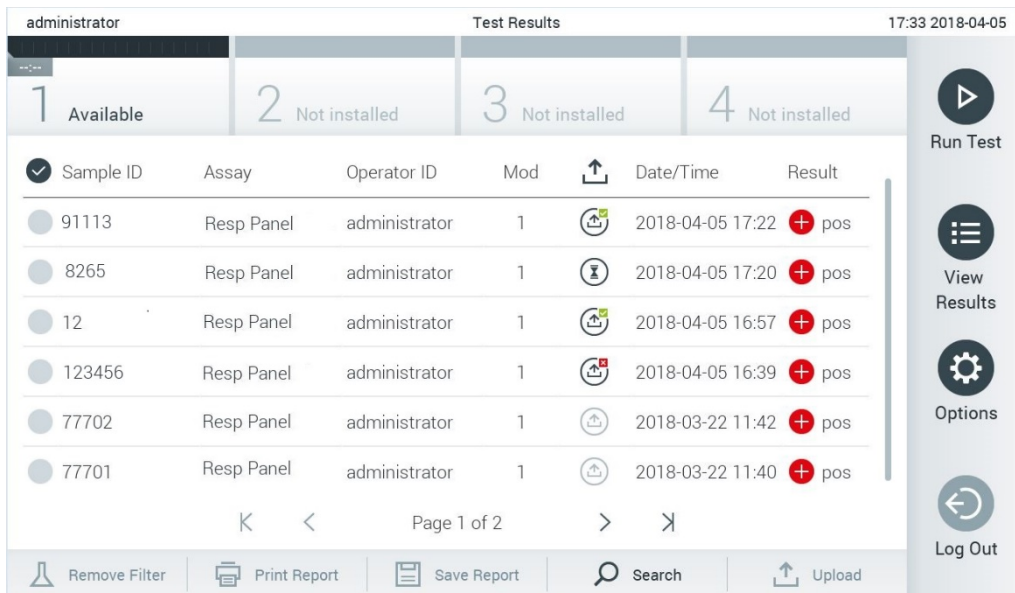 administrator Test Results 17:33 2018-04-05
--:--
1 Available 2 Not installed 3 Not installed 4 Not installed
Run Test
Sample ID Assay Operator ID Mod Date/Time Result
91113 Resp Panel administrator 1 2018-04-05 17:22 pos
8265 Resp Panel administrator 1 2018-04-05 17:20 pos
View
Results
12 Resp Panel administrator 1 2018-04-05 16:57 pos
123456 Resp Panel administrator 1 2018-04-05 16:39 pos
77702 Resp Panel administrator 1 2018-03-22 11:42 pos
Options
77701 Resp Panel administrator 1 2018-03-22 11:40 pos
Page 1 of 2
Log Out
Remove Filter Print Report Save Report Search Upload